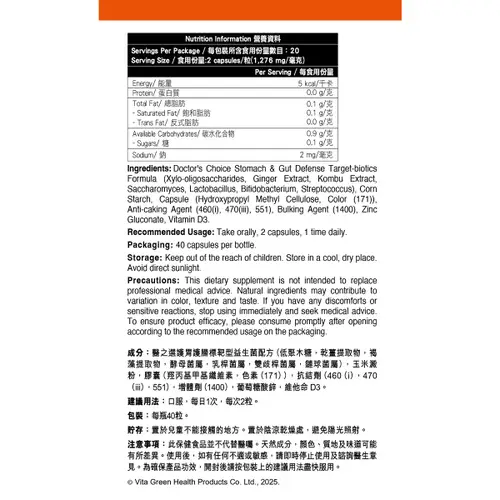 Nutrition Information 營養資料
Servings Per Package / 每包裝所含食用份量數目：20
Serving Size / 食用份量:2 capsules/粒(1,276 mg/毫克)
Per Serving / 每食用份量
Energy/ 能量 5 kcal/千卡
Protein/ 蛋白質 0.0 g/克
Total Fat/ 總脂肪 0.1 g/克
- Saturated Fat/ 飽和脂肪 0.1 g/克
- Trans Fat/ 反式脂肪 0.0 g/克
Available Carbohydrates/ 碳水化合物 0.9 g/克
- Sugars/ 糖 0.1 g/克
Sodium/ 鈉 2 mg/毫克
Ingredients: Doctor's Choice Stomach & Gut Defense Target-biotics
Formula (Xylo-oligosaccharides, Ginger Extract, Kombu Extract,
Saccharomyces, Lactobacillus, Bifidobacterium, Streptococcus), Corn
Starch, Capsule (Hydroxypropyl Methyl Cellulose, Color (171)),
Anti-caking Agent (460(i), 470(iii), 551), Bulking Agent (1400), Zinc
Gluconate, Vitamin D3.
Recommended Usage: Take orally, 2 capsules, 1 time daily.
Packaging: 40 capsules per bottle.
Storage: Keep out of the reach of children. Store in a cool, dry place.
Avoid direct sunlight.
Precautions: This dietary supplement is not intended to replace
professional medical advice. Natural ingredients may contribute to
variation in color, texture and taste. If you have any discomforts or
sensitive reactions, stop using immediately and seek medical advice.
To ensure product efficacy, please consume promptly after opening
according to the recommended usage on the packaging.
成分：醫之選護胃護腸標靶型益生菌配方（低聚木糖，乾薑提取物，褐
藻提取物，酵母菌屬，乳桿菌屬，雙歧桿菌屬，鏈球菌屬），玉米澱
粉，膠囊（羥丙基甲基纖維素，色素（171）），抗結劑（460（i），470
（iii），551），增體劑（1400），葡萄糖酸鋅，維他命 D3。
建議用法：口服，每日1次，每次2粒。
包裝：每瓶40粒。
貯存：置於兒童不能接觸的地方。置於陰涼乾燥處，避免陽光照射。
注意事項：此保健食品並不代替醫囑。天然成分，顏色、質地及味道可能
有所差異。使用後，如有任何不適或敏感，請即時停止使用及諮詢醫生意
見。為確保產品功效，開封後請按包裝上的建議用法盡快服用。
© Vita Green Health Products Co. Ltd., 2025.